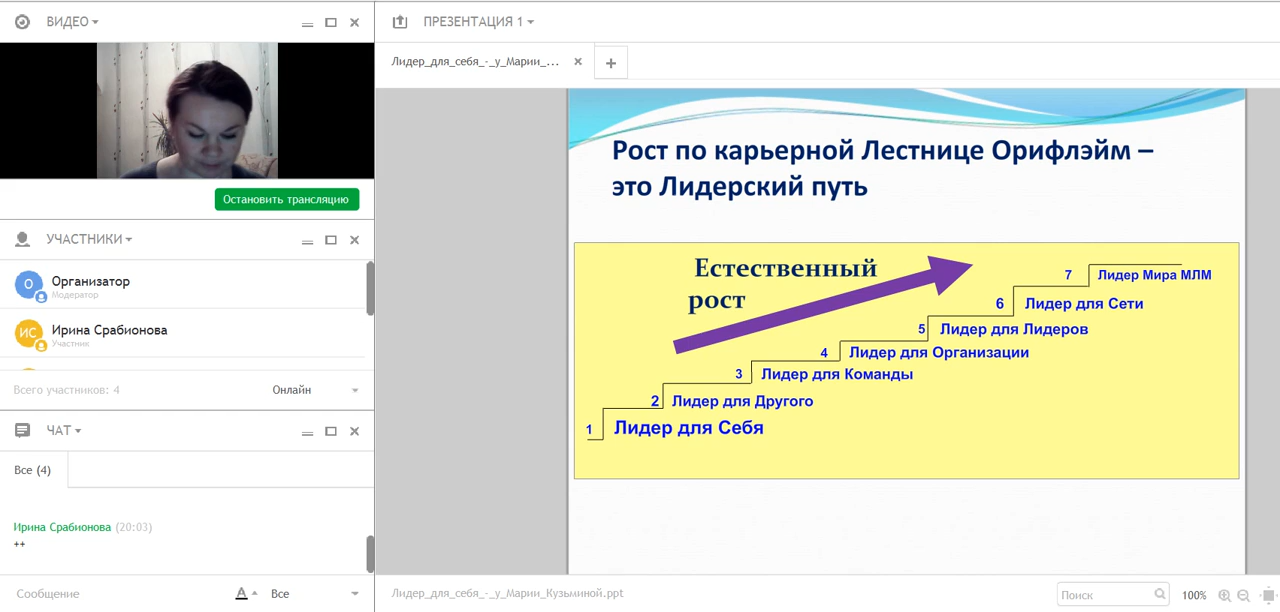 ВИДЕО
Остановить трансляцию
УЧАСТНИКИ
О
Организатор
Модератор
ИС
Ирина Срабионова
Участник
Всего участников: 4
Онлайн
ЧАТ
Все (4)
Ирина Срабионова (20:03)
++
Сообщение
A
Все
ПРЕЗЕНТАЦИЯ 1
Лидер_для_себя_-_у_Марии_...
Рост по карьерной Лестнице Орифлэйм –
это Лидерский путь
Естественный
рост
7 Лидер Мира МЛМ
6 Лидер для Сети
5 Лидер для Лидеров
4 Лидер для Организации
3 Лидер для Команды
2 Лидер для Другого
1 Лидер для Себя
Лидер_для_себя_-_у_Марии_Кузьминой.ppt
Поиск
100%